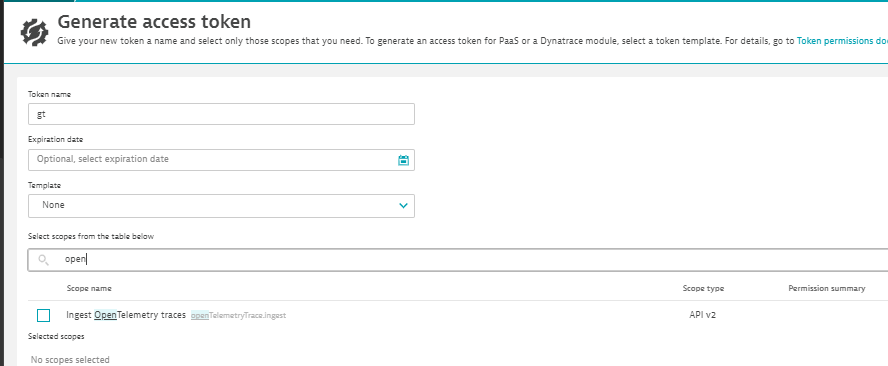 Generate access token
Give your new token a name and select only those scopes that you need. To generate an access token for PaaS or a Dynatrace module, select a token template. For details, go to Token permissions do
Token name
gt
Expiration date
Optional, select expiration date
Template
None
Select scopes from the table below
open
Scope name Scope type Permission summary
Ingest OpenTelemetry traces openTelemetryTrace.ingest API v2
Selected scopes
No scopes selected